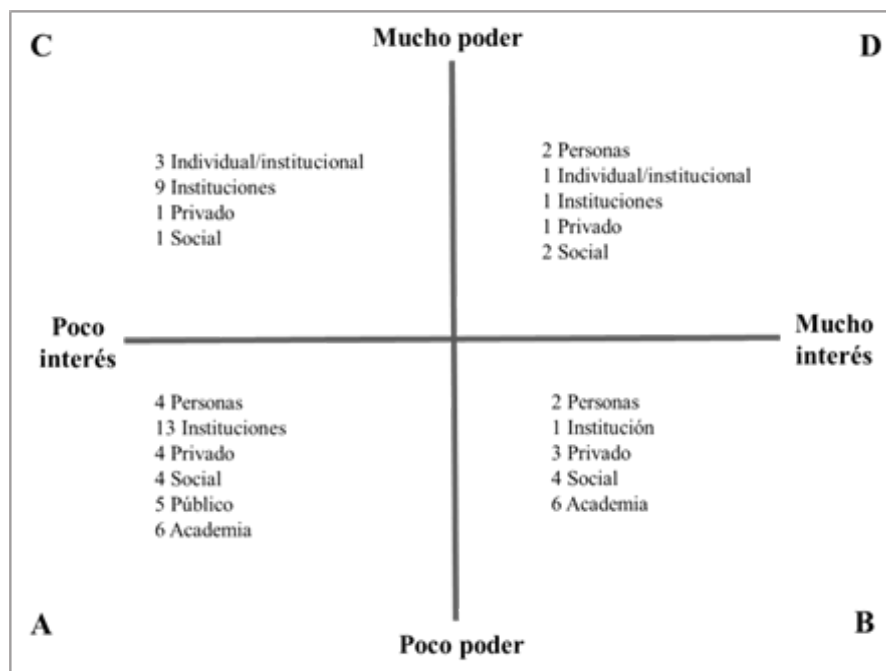 C
Mucho poder
D
3 Individual/institucional
9 Instituciones
1 Privado
1 Social
2 Personas
1 Individual/institucional
1 Instituciones
1 Privado
2 Social
Poco
interés
Mucho
interés
4 Personas
13 Instituciones
4 Privado
4 Social
5 Público
6 Academia
2 Personas
1 Institución
3 Privado
4 Social
6 Academia
A
Poco poder
B